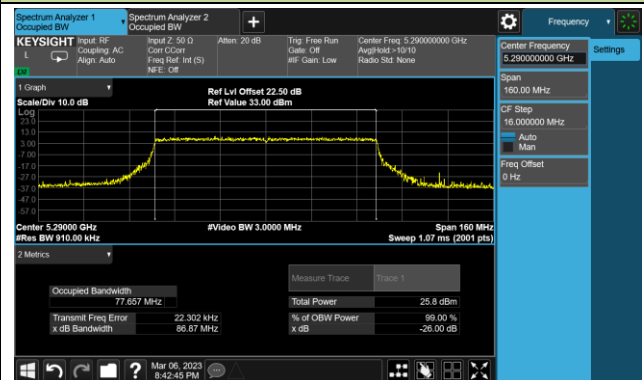 Spectrum Analyzer 1
Occupied BW
Spectrum Analyzer 2
Occupied BW
+
Frequency
KEYSIGHT
L
Input: RF
Coupling: AC
Align: Auto
Input Z: 50 Ω
Corr CCorr
Freq Ref: Int (S)
NFE: Off
Atten: 20 dB
Trig: Free Run
Gate: Off
#IF Gain: Low
Center Freq: 5.290000000 GHz
Avg|Hold:>10/10
Radio Std: None
LW
Center Frequency
5.290000000 GHz
Settings
Span
160.00 MHz
CF Step
16.000000 MHz
Auto
Man
Freq Offset
0 Hz
1 Graph
Scale/Div 10.0 dB
Ref Lvl Offset 22.50 dB
Ref Value 33.00 dBm
Log
23.0
13.0
3.00
-7.00
-17.0
-27.0
-37.0
-47.0
-57.0
Center 5.29000 GHz
#Res BW 910.00 kHz
#Video BW 3.0000 MHz
Span 160 MHz
Sweep 1.07 ms (2001 pts)
2 Metrics
Measure Trace
Trace 1
Occupied Bandwidth
77.657 MHz
Total Power
25.8 dBm
Transmit Freq Error
22.302 kHz
% of OBW Power
99.00 %
x dB Bandwidth
86.87 MHz
x dB
-26.00 dB
?
Mar 06, 2023
8:42:45 PM